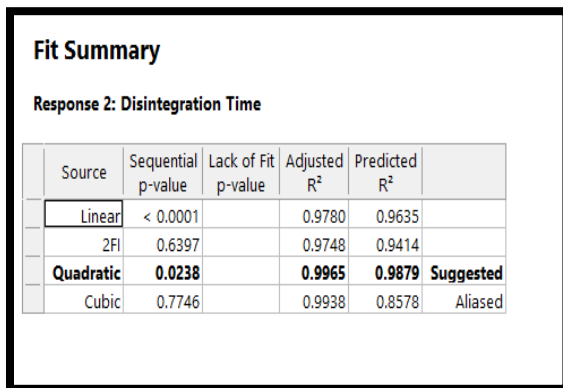 Fit Summary
Response 2: Disintegration Time
Source Sequential p-value Lack of Fit p-value Adjusted R² Predicted R²
Linear < 0.0001 0.9780 0.9635
2FI 0.6397 0.9748 0.9414
Quadratic 0.0238 0.9965 0.9879 Suggested
Cubic 0.7746 0.9938 0.8578 Aliased